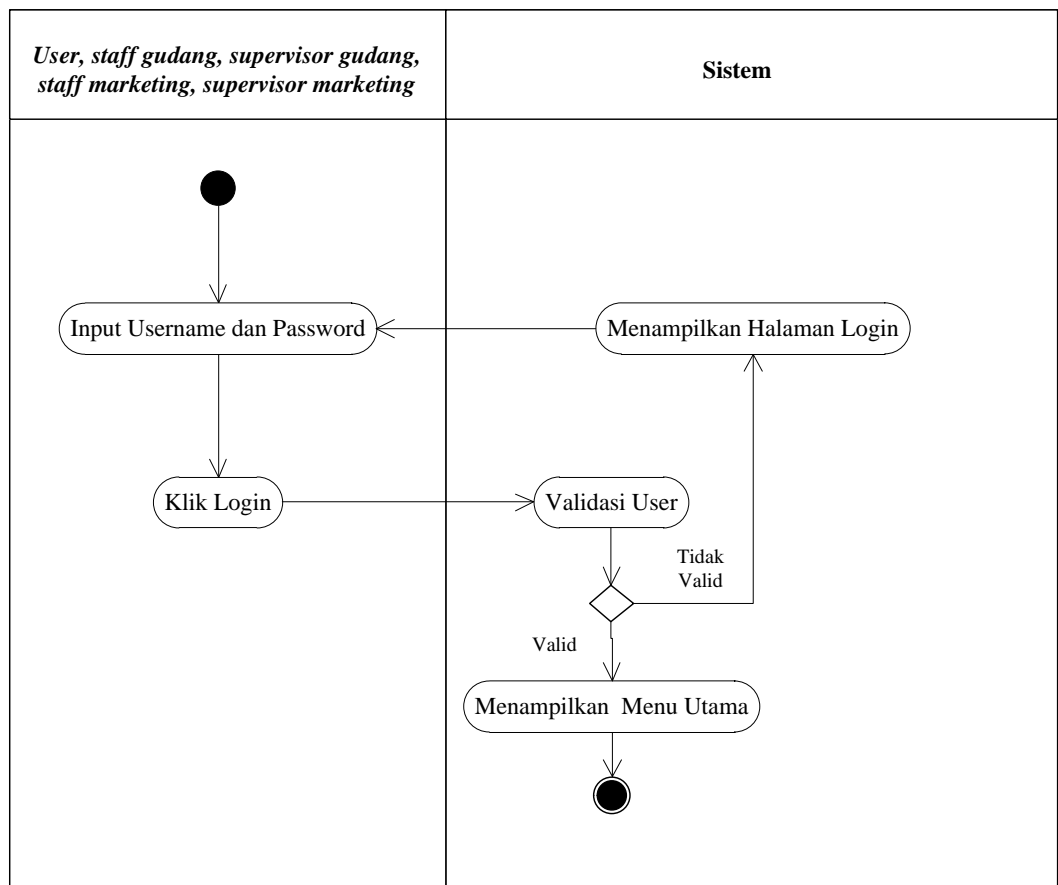 User, staff gudang, supervisor gudang,
staff marketing, supervisor marketing
Sistem
Input Username dan Password
Menampilkan Halaman Login
Klik Login
Validasi User
Tidak
Valid
Valid
Menampilkan  Menu Utama